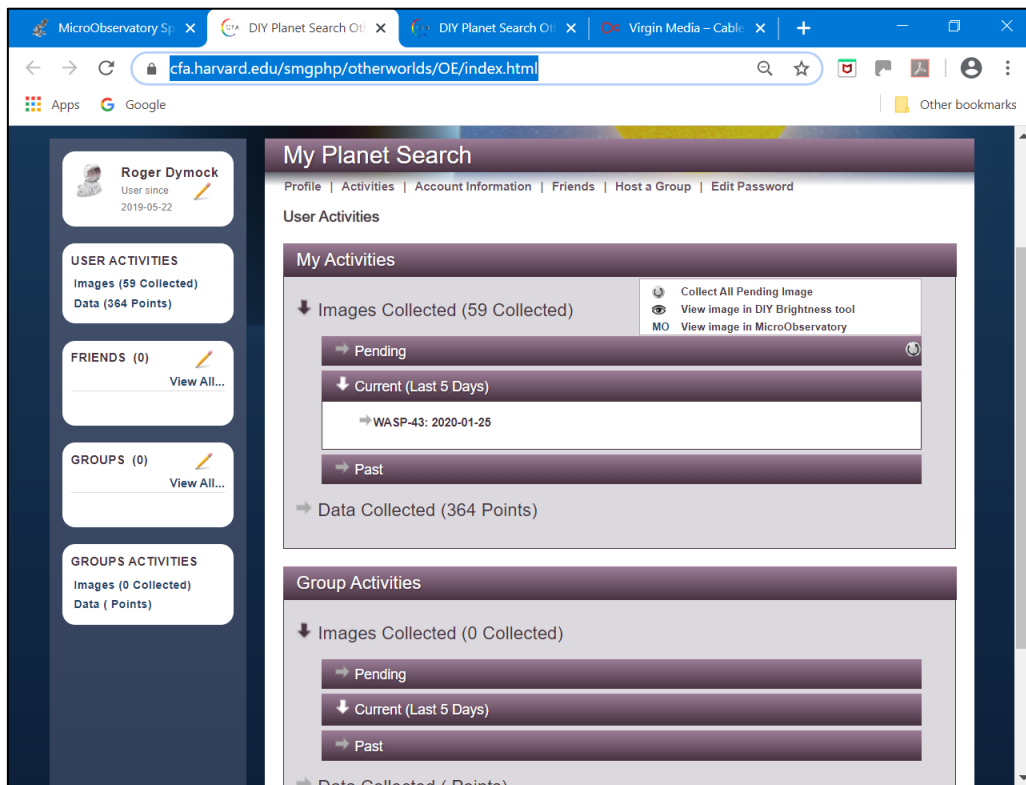 MicroObservatory Sp
DIY Planet Search Oth
DIY Planet Search Oth
Virgin Media – Cable
cfa.harvard.edu/smgphp/otherworlds/OE/index.html
Apps
Google
Other bookmarks
Roger Dymock
User since
2019-05-22
USER ACTIVITIES
Images (59 Collected)
Data (364 Points)
FRIENDS (0)
View All...
GROUPS (0)
View All...
GROUPS ACTIVITIES
Images (0 Collected)
Data ( Points)
My Planet Search
Profile | Activities | Account Information | Friends | Host a Group | Edit Password
User Activities
My Activities
Images Collected (59 Collected)
Collect All Pending Image
View image in DIY Brightness tool
MO View image in MicroObservatory
Pending
Current (Last 5 Days)
WASP-43: 2020-01-25
Past
Data Collected (364 Points)
Group Activities
Images Collected (0 Collected)
Pending
Current (Last 5 Days)
Past
Data Collected ( Points)